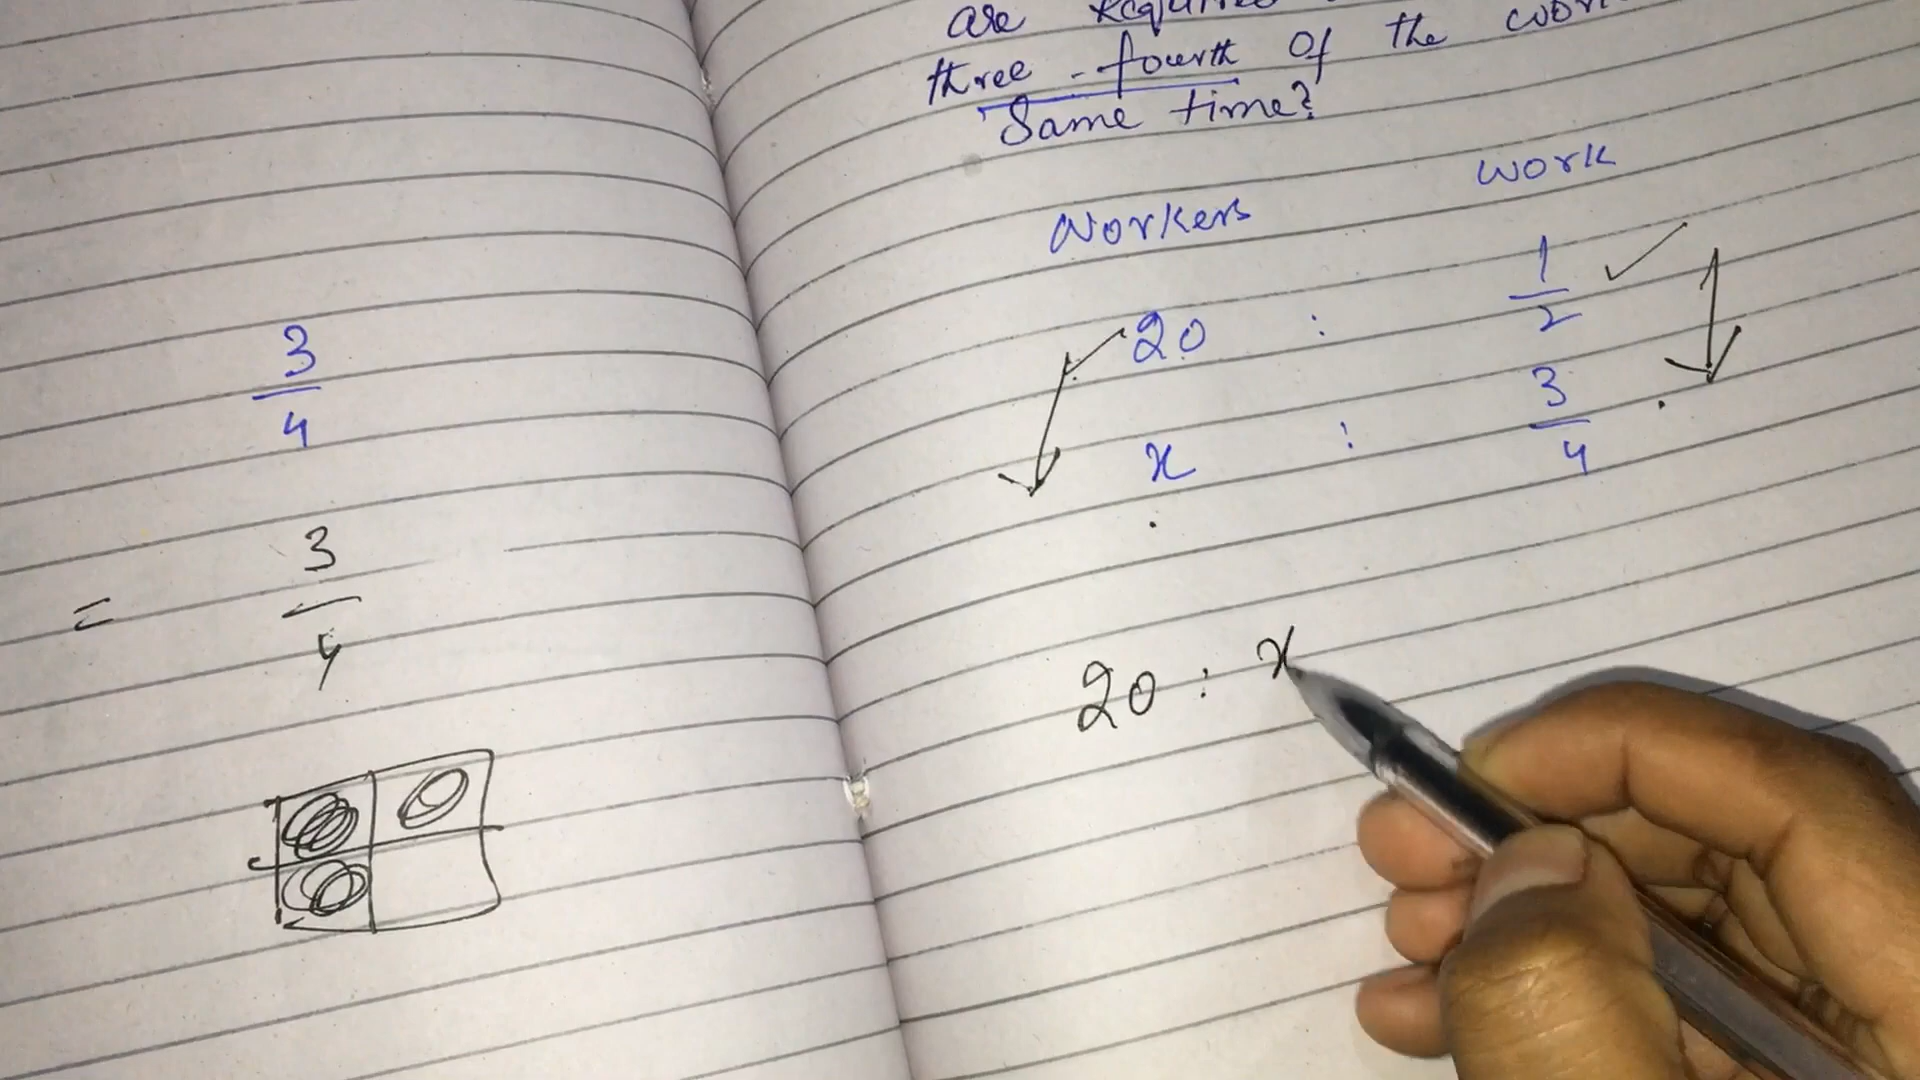 3
4
= 3
4
are
three-fourth of the
Same time?
Workers work
20 : 1
2
x : 3
4
20 : x